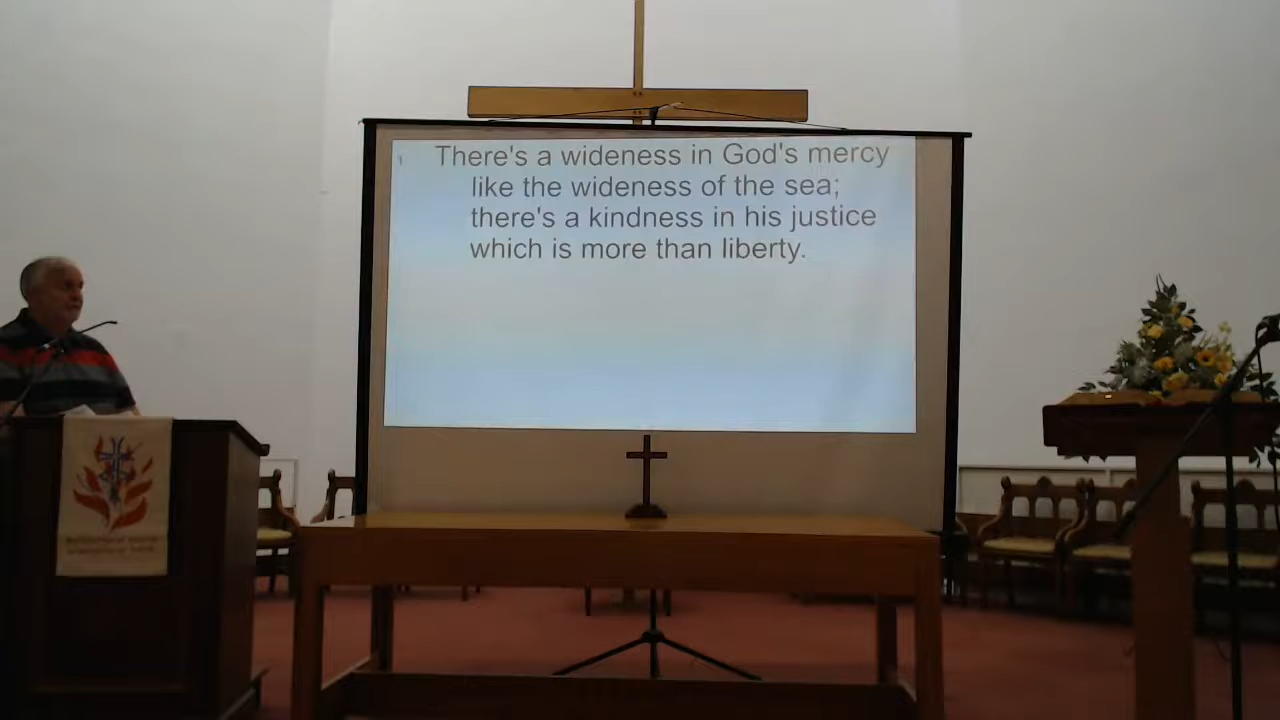 1 There's a wideness in God's mercy
like the wideness of the sea;
there's a kindness in his justice
which is more than liberty.